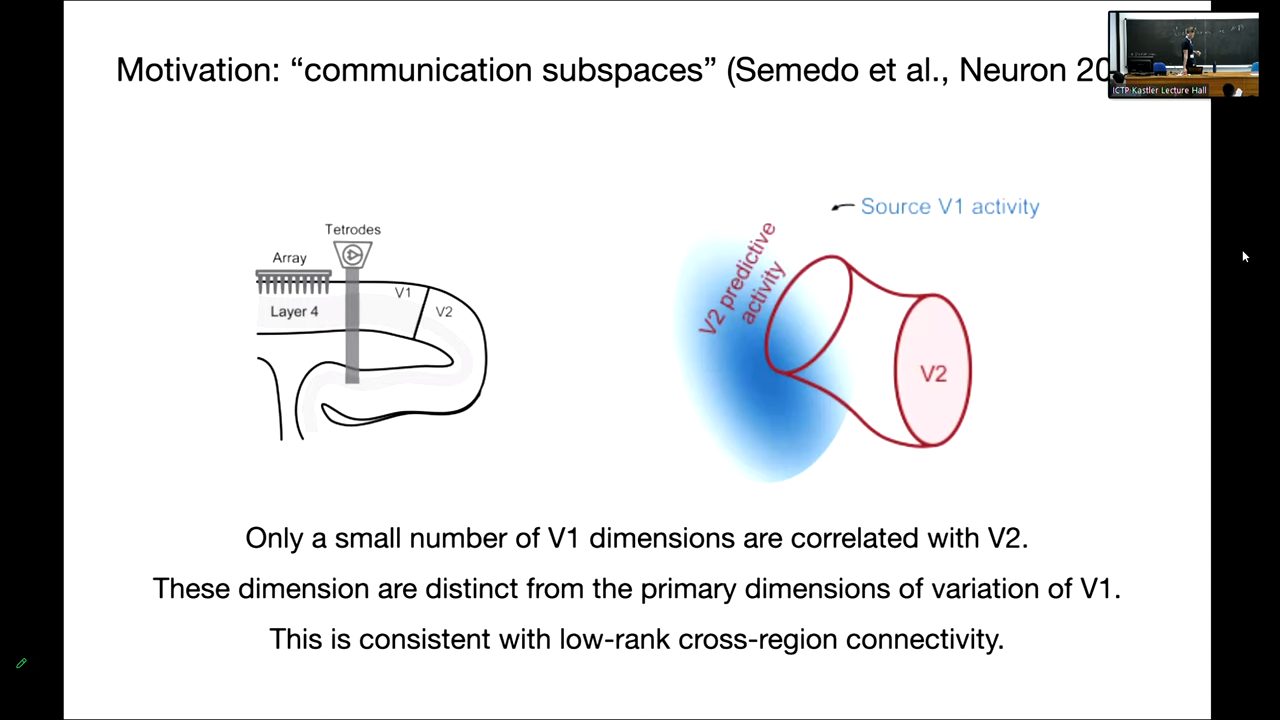 Motivation: “communication subspaces” (Semedo et al., Neuron 20
ICTP Kastler Lecture Hall
Source V1 activity
Tetrodes
Array
V1
V2
Layer 4
V2 predictive
activity
V2
Only a small number of V1 dimensions are correlated with V2.
These dimension are distinct from the primary dimensions of variation of V1.
This is consistent with low-rank cross-region connectivity.